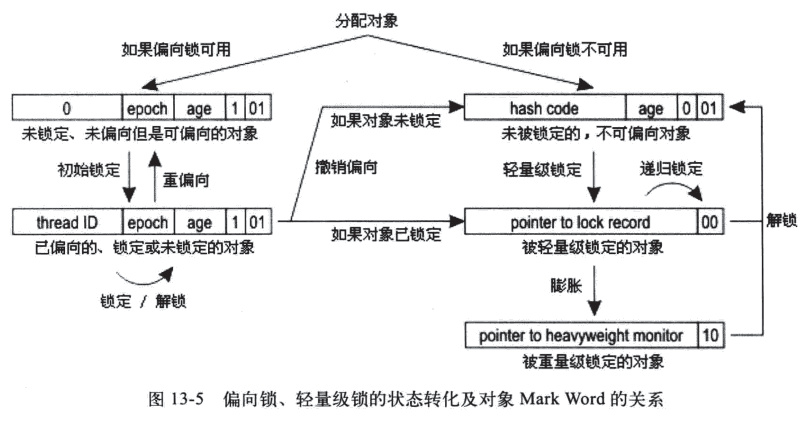 分配对象
如果偏向锁可用
如果偏向锁不可用
0 epoch age 1 01
未锁定、未偏向但是可偏向的对象
hash code age 0 01
未被锁定的，不可偏向对象
如果对象未锁定
初始锁定
重偏向
撤销偏向
轻量级锁定
递归锁定
thread ID epoch age 1 01
已偏向的、锁定或未锁定的对象
如果对象已锁定
pointer to lock record 00
被轻量级锁定的对象
解锁
锁定 / 解锁
膨胀
pointer to heavyweight monitor 10
被重量级锁定的对象
图 13-5 偏向锁、轻量级锁的状态转化及对象 Mark Word 的关系